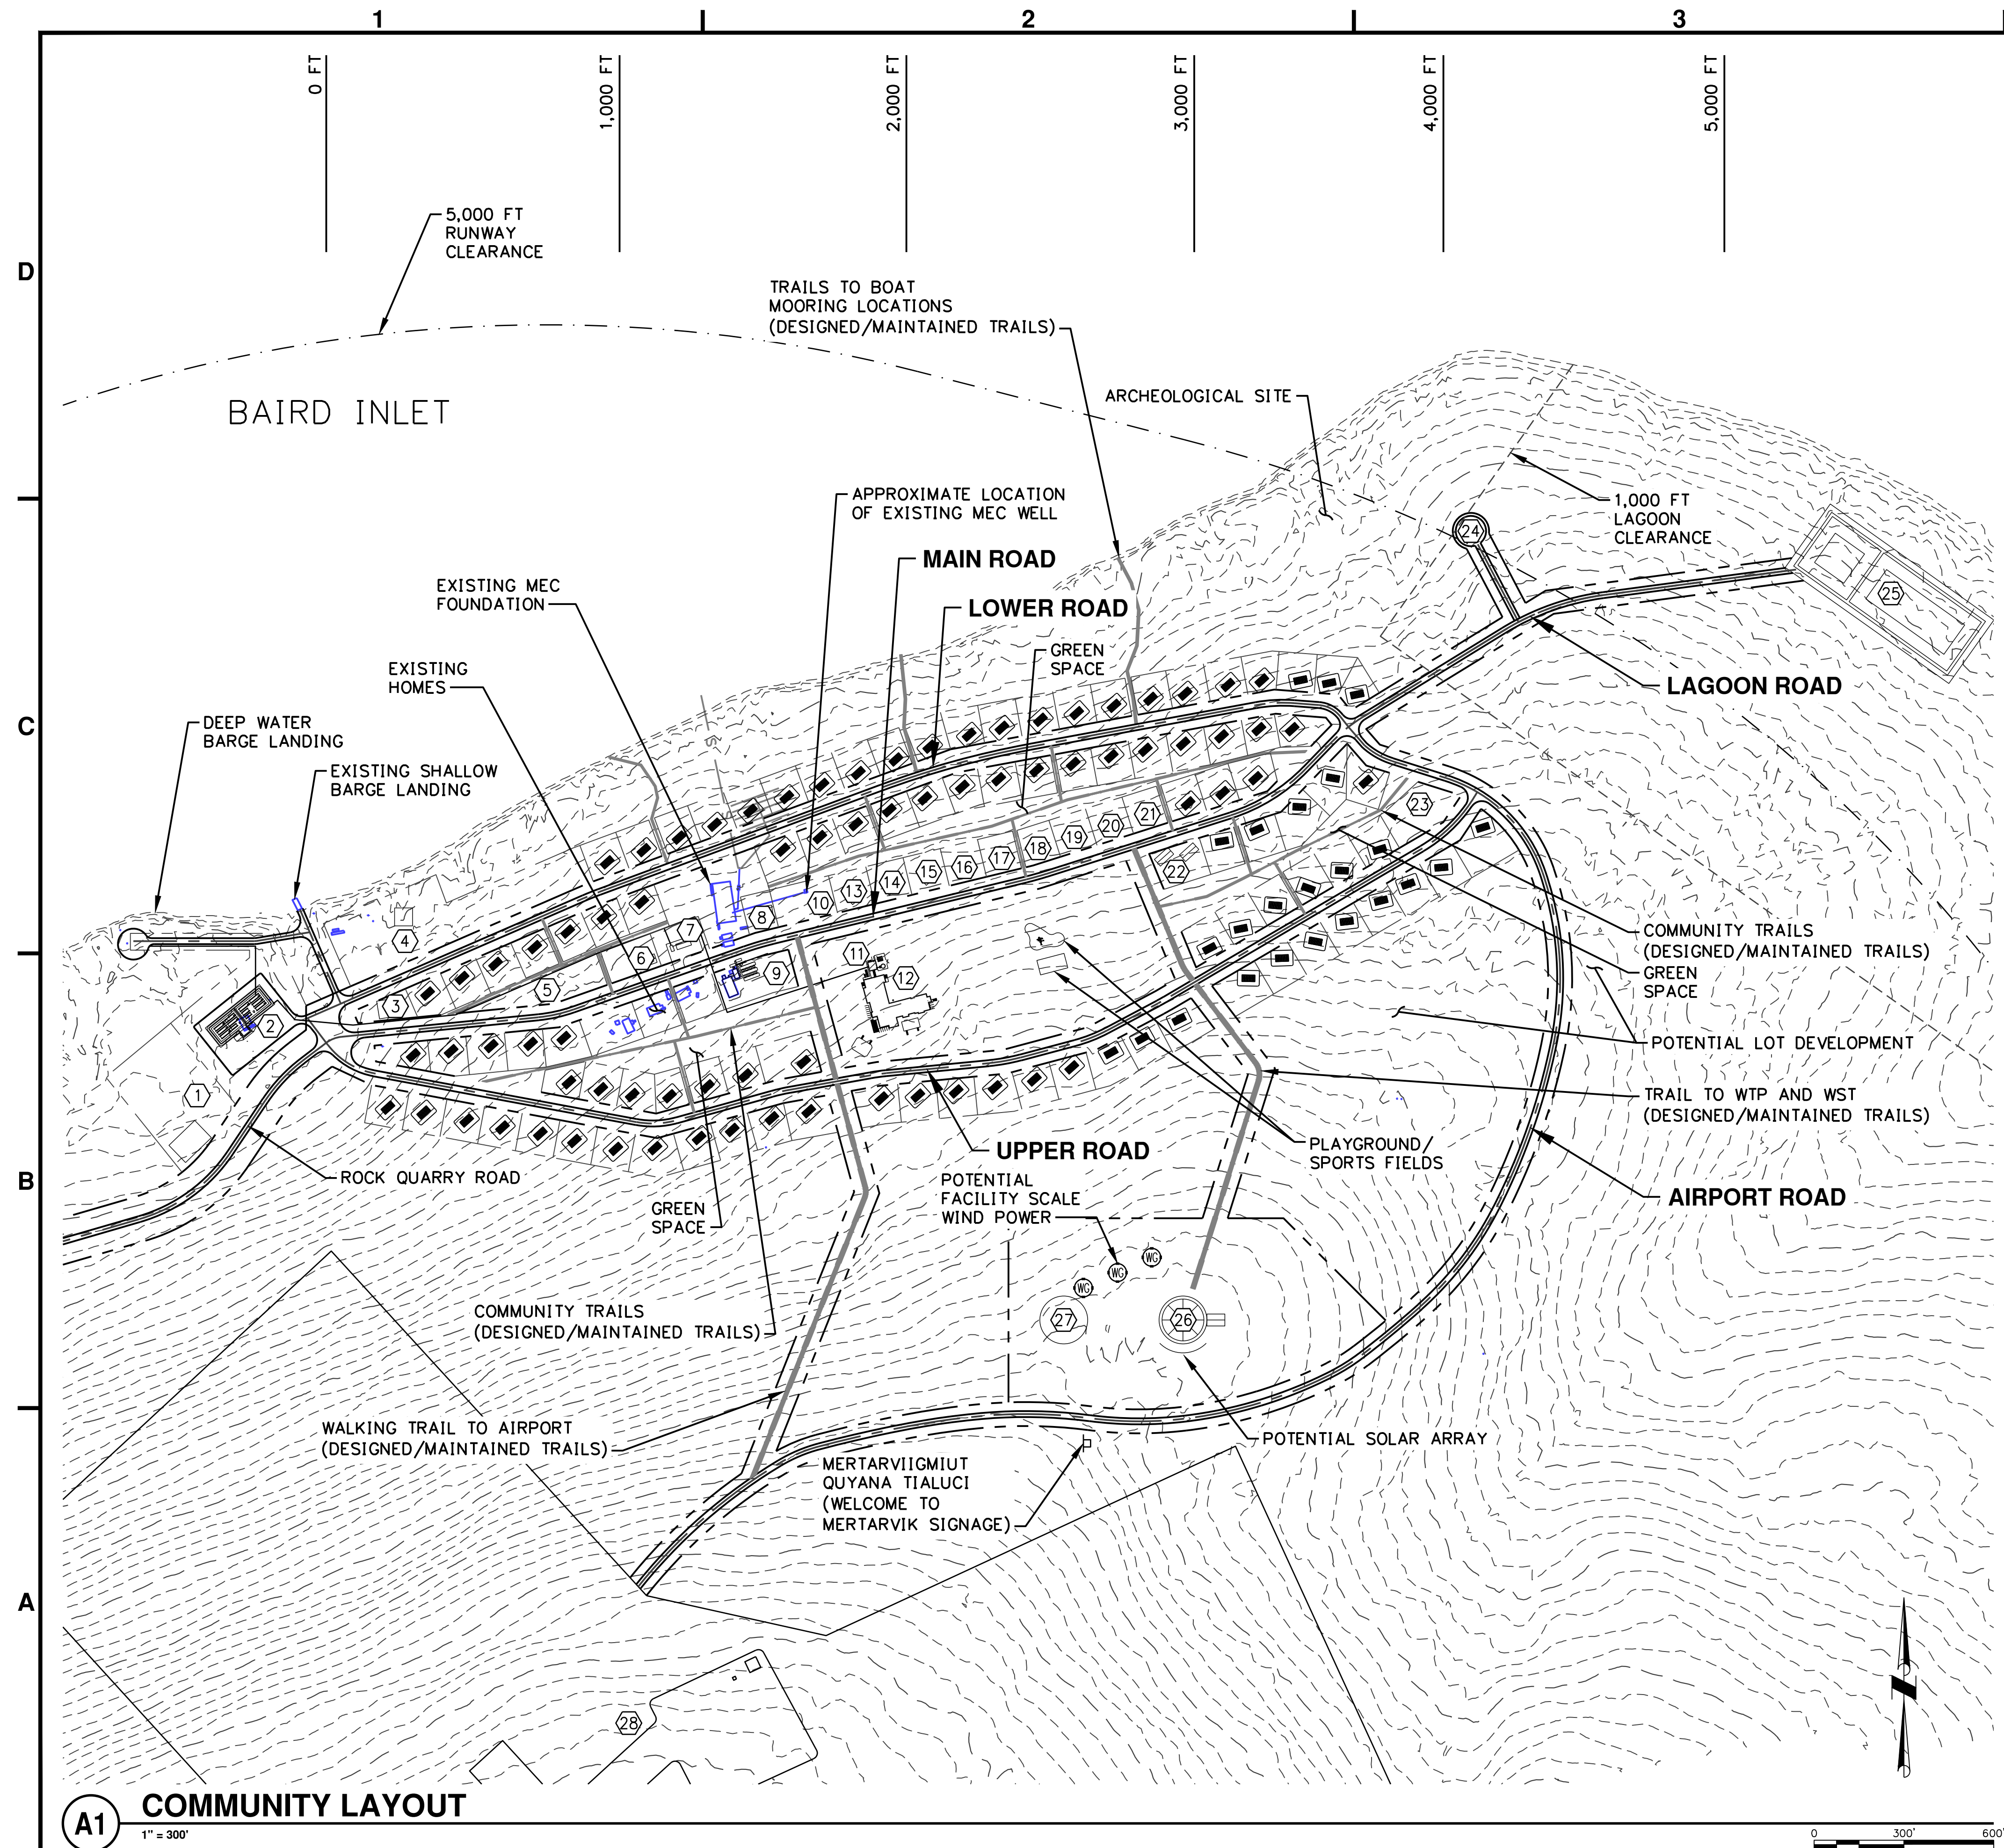 1
2
3
0 FT
1,000 FT
2,000 FT
3,000 FT
4,000 FT
5,000 FT
D
C
B
A
5,000 FT
RUNWAY
CLEARANCE
BAIRD INLET
TRAILS TO BOAT
MOORING LOCATIONS
(DESIGNED/MAINTAINED TRAILS)
ARCHEOLOGICAL SITE
APPROXIMATE LOCATION
OF EXISTING MEC WELL
MAIN ROAD
LOWER ROAD
1,000 FT
LAGOON
CLEARANCE
24
25
EXISTING MEC
FOUNDATION
GREEN
SPACE
EXISTING
HOMES
LAGOON ROAD
DEEP WATER
BARGE LANDING
EXISTING SHALLOW
BARGE LANDING
23
21
20
19
18
17
16
15
14
13
10
22
8
7
6
5
4
3
2
1
9
11
12
COMMUNITY TRAILS
(DESIGNED/MAINTAINED TRAILS)
GREEN
SPACE
POTENTIAL LOT DEVELOPMENT
TRAIL TO WTP AND WST
(DESIGNED/MAINTAINED TRAILS)
PLAYGROUND/
SPORTS FIELDS
UPPER ROAD
ROCK QUARRY ROAD
POTENTIAL
FACILITY SCALE
WIND POWER
AIRPORT ROAD
GREEN
SPACE
WG
WG
WG
27
26
COMMUNITY TRAILS
(DESIGNED/MAINTAINED TRAILS)
WALKING TRAIL TO AIRPORT
(DESIGNED/MAINTAINED TRAILS)
POTENTIAL SOLAR ARRAY
MERTARVIIGMIUT
QUYANA TIALUCI
(WELCOME TO
MERTARVIK SIGNAGE)
28
A1
COMMUNITY LAYOUT
1" = 300'
0 300' 600'